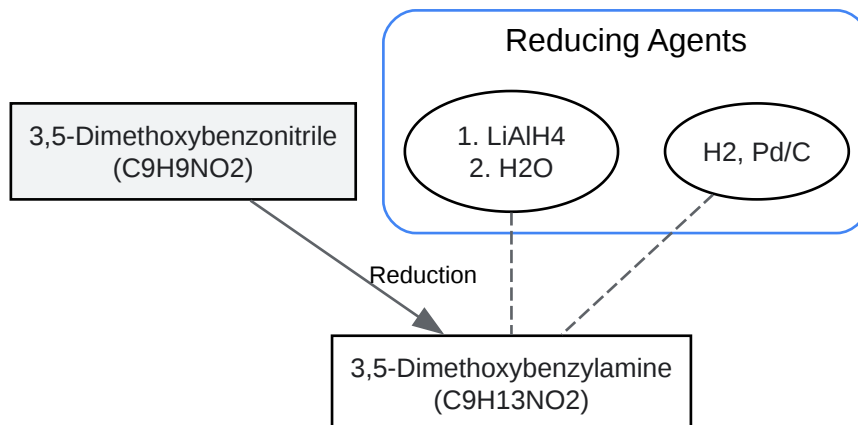 Reducing Agents
3,5-Dimethoxybenzonitrile
(C9H9NO2)
1. LiAlH4
2. H2O
H2, Pd/C
Reduction
3,5-Dimethoxybenzylamine
(C9H13NO2)